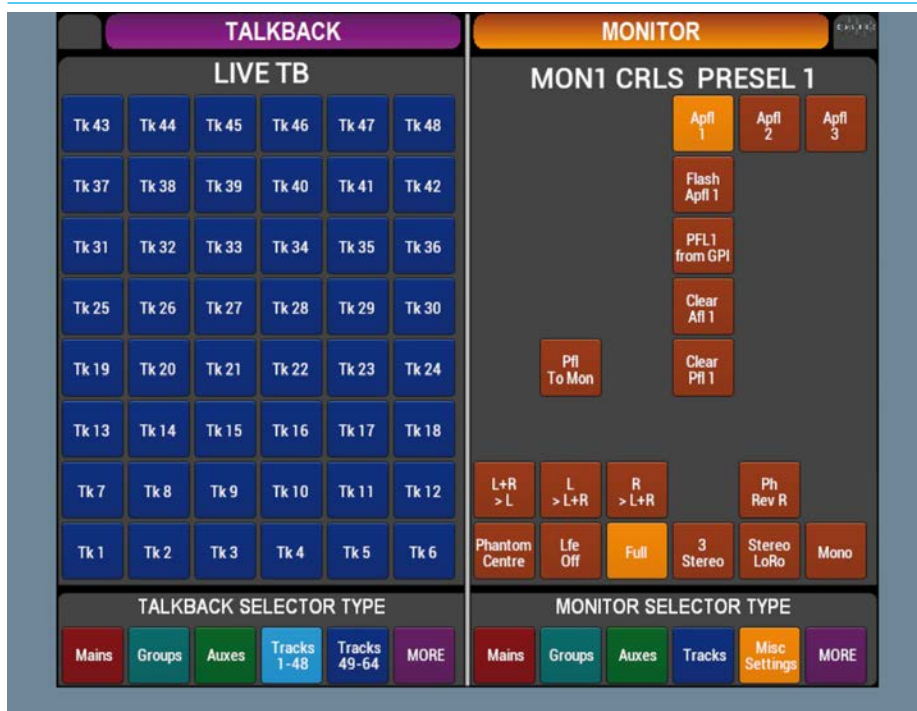 TALKBACK
LIVE TB
Tk 43 Tk 44 Tk 45 Tk 46 Tk 47 Tk 48
Tk 37 Tk 38 Tk 39 Tk 40 Tk 41 Tk 42
Tk 31 Tk 32 Tk 33 Tk 34 Tk 35 Tk 36
Tk 25 Tk 26 Tk 27 Tk 28 Tk 29 Tk 30
Tk 19 Tk 20 Tk 21 Tk 22 Tk 23 Tk 24
Tk 13 Tk 14 Tk 15 Tk 16 Tk 17 Tk 18
Tk 7 Tk 8 Tk 9 Tk 10 Tk 11 Tk 12
Tk 1 Tk 2 Tk 3 Tk 4 Tk 5 Tk 6
TALKBACK SELECTOR TYPE
Mains Groups Auxes Tracks 1-48 Tracks 49-64 MORE
MONITOR
MON1 CRLS PRESEL 1
Apfl 1 Apfl 2 Apfl 3
Flash Apfl 1
PFL1 from GPI
Clear Afl 1
Pfl To Mon Clear Pfl 1
L+R > L L > L+R R > L+R Ph Rev R
Phantom Centre Lfe Off Full 3 Stereo Stereo LoRo Mono
MONITOR SELECTOR TYPE
Mains Groups Auxes Tracks Misc Settings MORE